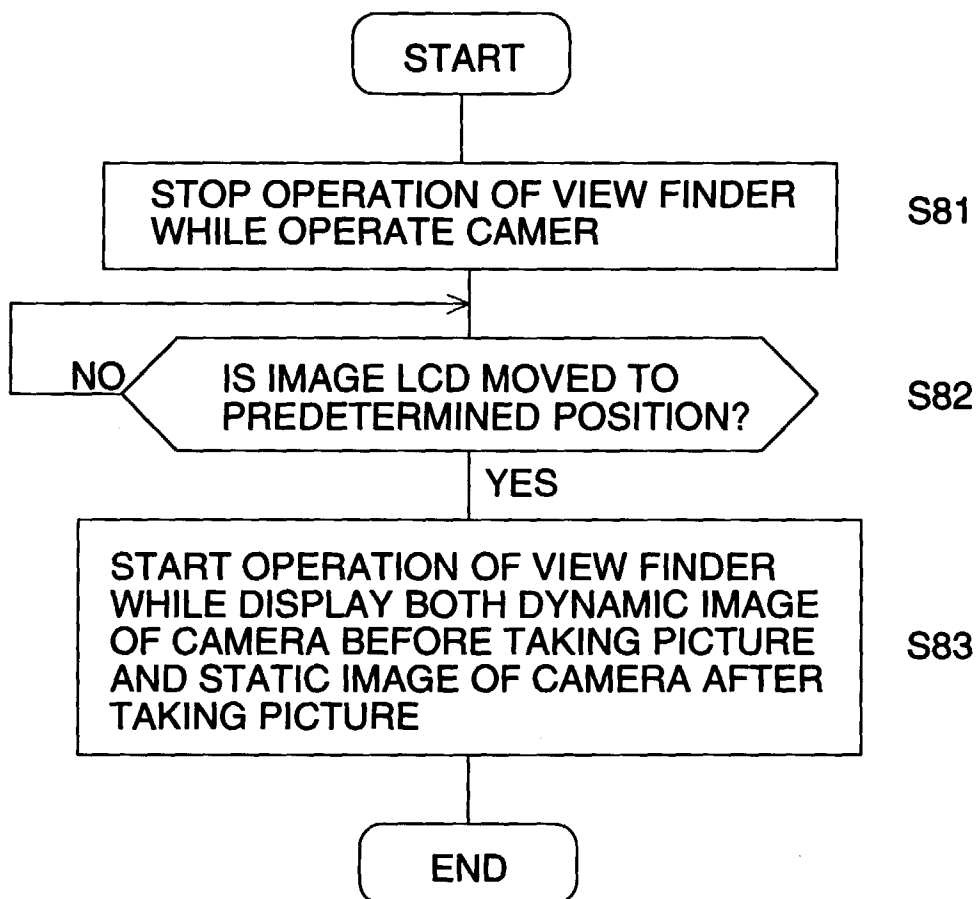 START
STOP OPERATION OF VIEW FINDER
WHILE OPERATE CAMER
S81
NO
IS IMAGE LCD MOVED TO
PREDETERMINED POSITION?
S82
YES
START OPERATION OF VIEW FINDER
WHILE DISPLAY BOTH DYNAMIC IMAGE
OF CAMERA BEFORE TAKING PICTURE
AND STATIC IMAGE OF CAMERA AFTER
TAKING PICTURE
S83
END